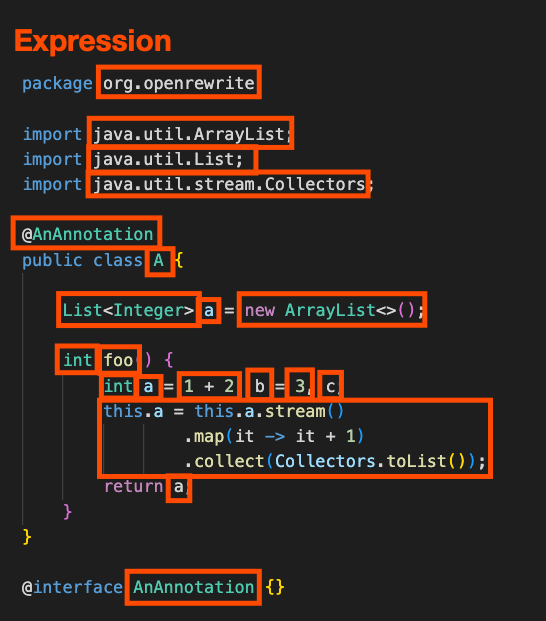 Expression
package org.openrewrite
import java.util.ArrayList;
import java.util.List;
import java.util.stream.Collectors;
@AnAnnotation
public class A {
List<Integer> a = new ArrayList<>();
int foo() {
int a = 1 + 2, b = 3, c;
this.a = this.a.stream()
.map(it -> it + 1)
.collect(Collectors.toList());
return a;
}
}
@interface AnAnnotation {}